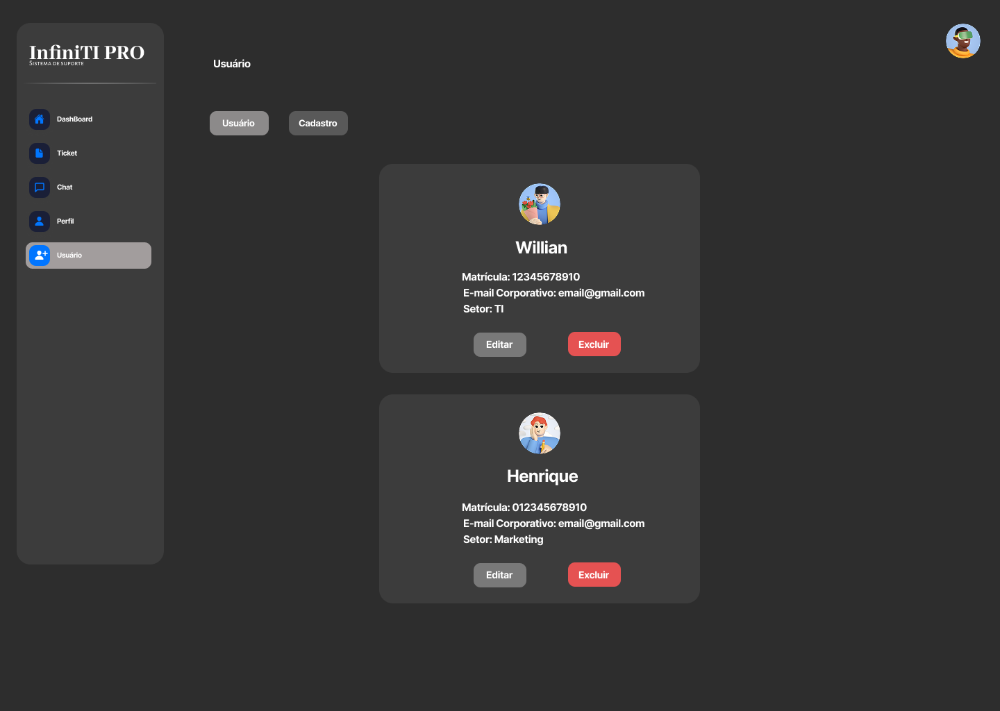 InfiniTI PRO
SISTEMA DE SUPORTE
DashBoard
Ticket
Chat
Perfil
Usuário
Usuário
Usuário
Cadastro
Willian
Matrícula: 12345678910
E-mail Corporativo: email@gmail.com
Setor: TI
Editar
Excluir
Henrique
Matrícula: 012345678910
E-mail Corporativo: email@gmail.com
Setor: Marketing
Editar
Excluir